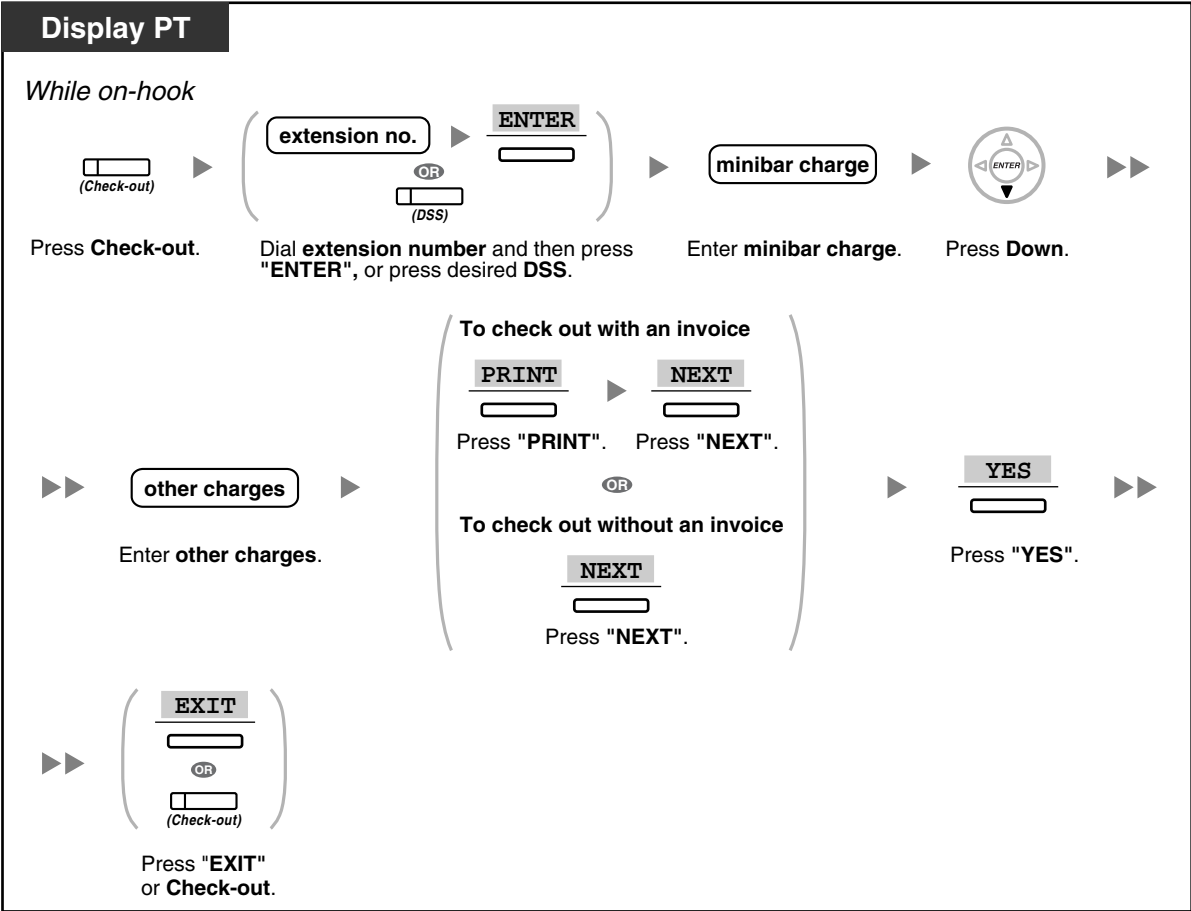 Display PT
While on-hook
(Check-out)
extension no.
ENTER
OR
(DSS)
minibar charge
ENTER
Press Check-out.
Dial extension number and then press
"ENTER", or press desired DSS.
Enter minibar charge.
Press Down.
other charges
Enter other charges.
To check out with an invoice
PRINT
NEXT
Press "PRINT".
Press "NEXT".
OR
To check out without an invoice
NEXT
Press "NEXT".
YES
Press "YES".
EXIT
OR
(Check-out)
Press "EXIT"
or Check-out.